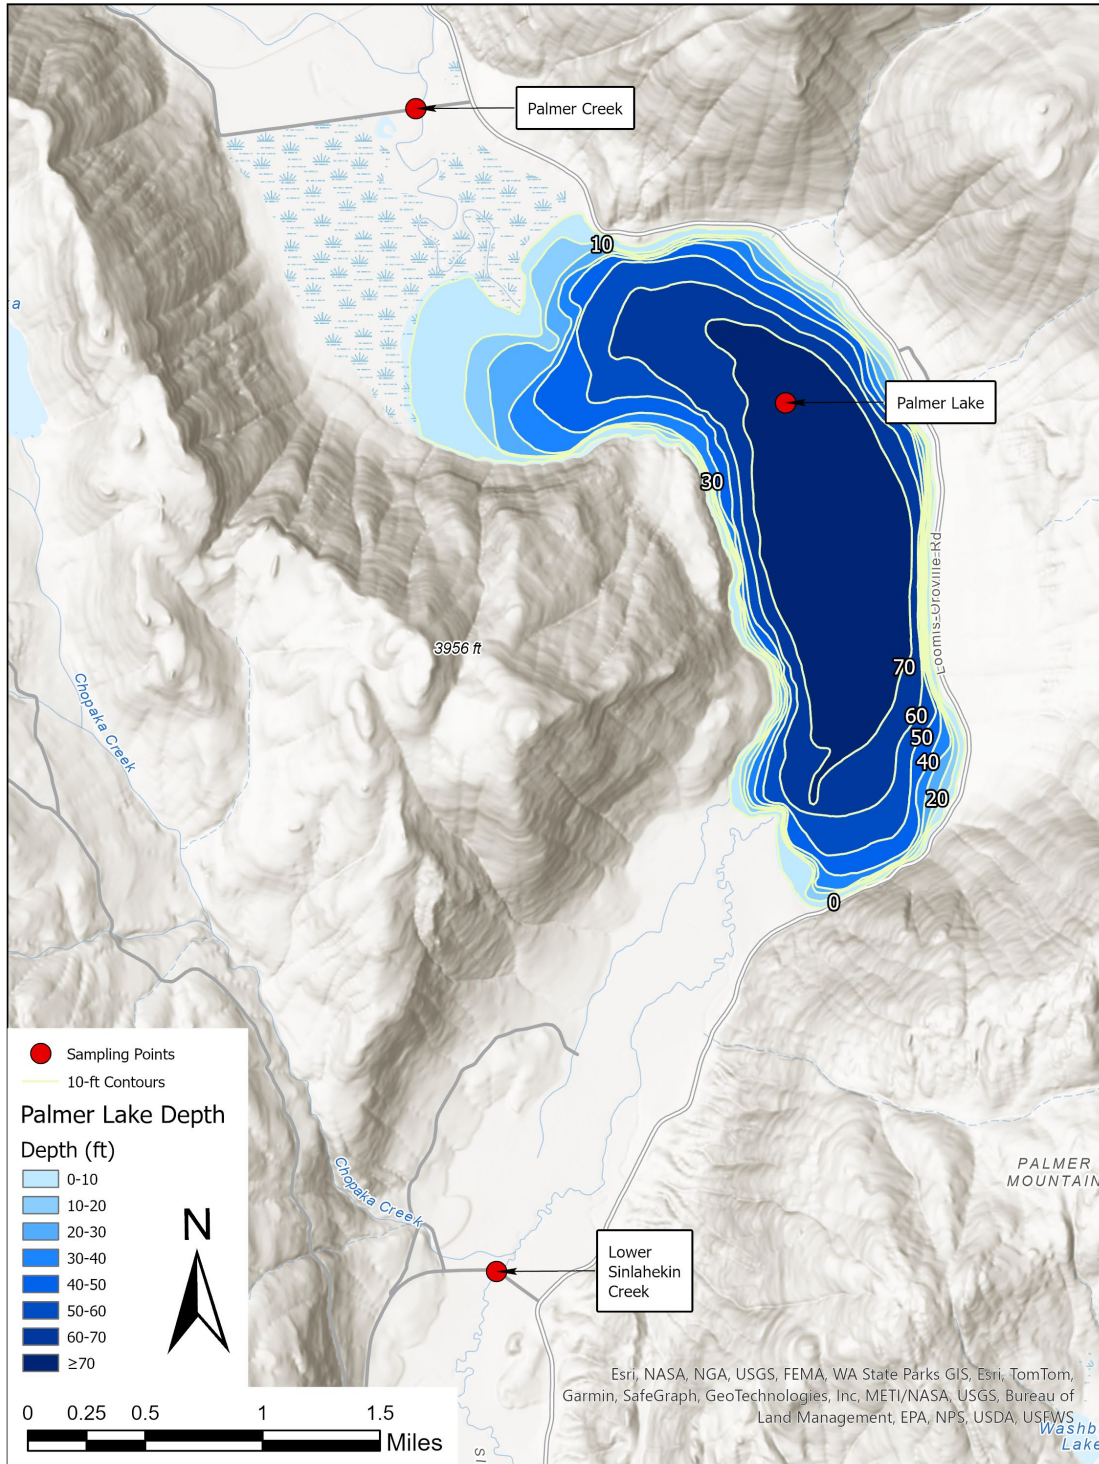 Palmer Creek
10
a
Palmer Lake
30
Loomis-Oroville-Rd
3956 ft
70
Chopaka Creek
60
50
40
20
0
Sampling Points
10-ft Contours
Palmer Lake Depth
Depth (ft)
0-10
10-20
20-30
30-40
40-50
50-60
60-70
≥70
N
Chopaka Creek
PALMER
MOUNTAIN
Lower
Sinlahekin
Creek
Esri, NASA, NGA, USGS, FEMA, WA State Parks GIS, Esri, TomTom,
Garmin, SafeGraph, GeoTechnologies, Inc, METI/NASA, USGS, Bureau of
Land Management, EPA, NPS, USDA, USFWS
Washb
Lake
0 0.25 0.5 1 1.5
Miles